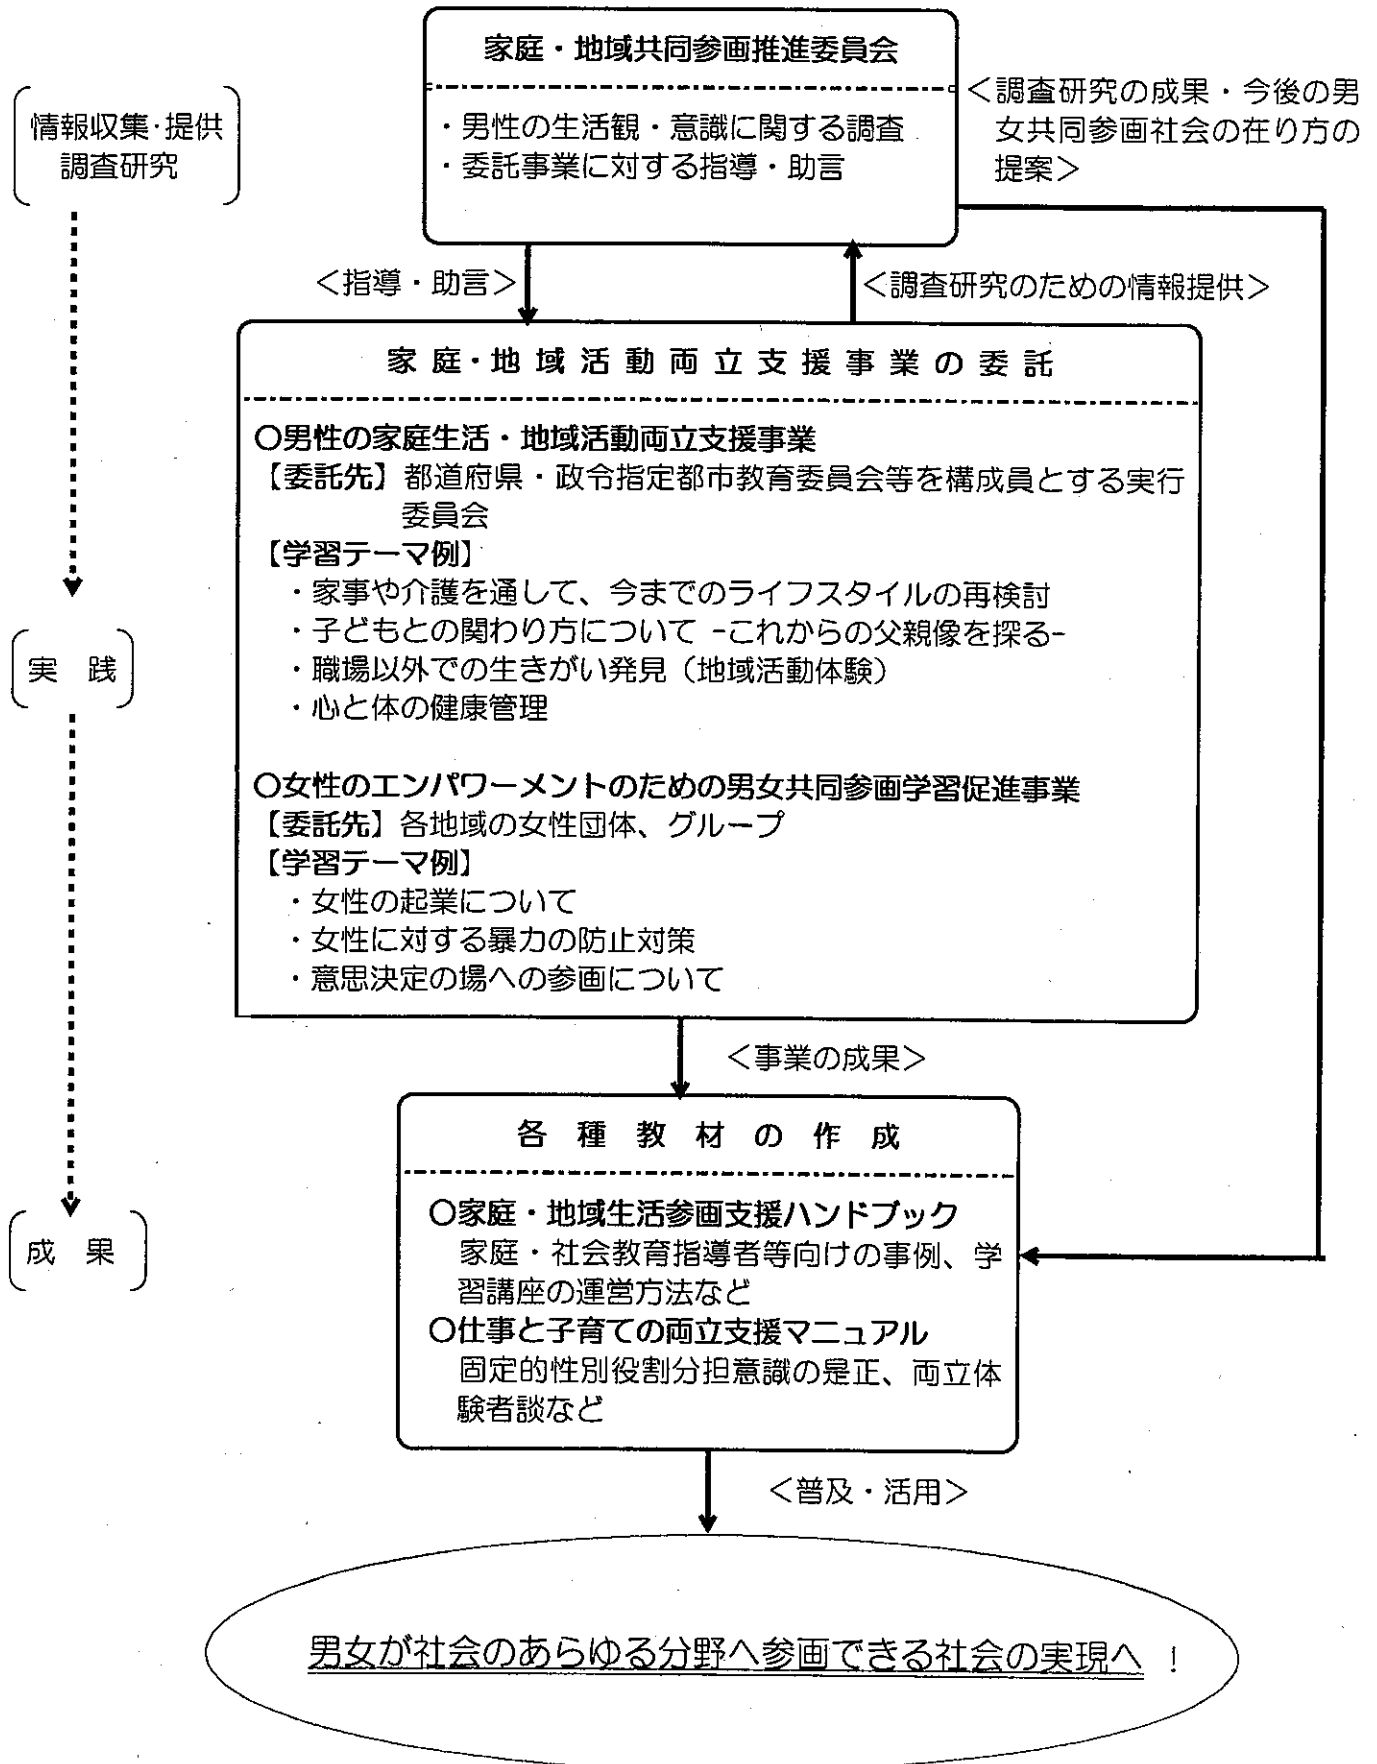 家庭・地域共同参画推進委員会
・男性の生活観・意識に関する調査
・委託事業に対する指導・助言
情報収集・提供
調査研究
＜調査研究の成果・今後の男
女共同参画社会の在り方の
提案＞
＜指導・助言＞
＜調査研究のための情報提供＞
家庭・地域活動両立支援事業の委託
○男性の家庭生活・地域活動両立支援事業
【委託先】都道府県・政令指定都市教育委員会等を構成員とする実行
委員会
【学習テーマ例】
・家事や介護を通して、今までのライフスタイルの再検討
・子どもとの関わり方について -これからの父親像を探る-
・職場以外での生きがい発見（地域活動体験）
・心と体の健康管理
実　践
○女性のエンパワーメントのための男女共同参画学習促進事業
【委託先】各地域の女性団体、グループ
【学習テーマ例】
・女性の起業について
・女性に対する暴力の防止対策
・意思決定の場への参画について
＜事業の成果＞
各種教材の作成
○家庭・地域生活参画支援ハンドブック
家庭・社会教育指導者等向けの事例、学
習講座の運営方法など
○仕事と子育ての両立支援マニュアル
固定的性別役割分担意識の是正、両立体
験者談など
成　果
＜普及・活用＞
男女が社会のあらゆる分野へ参画できる社会の実現へ！